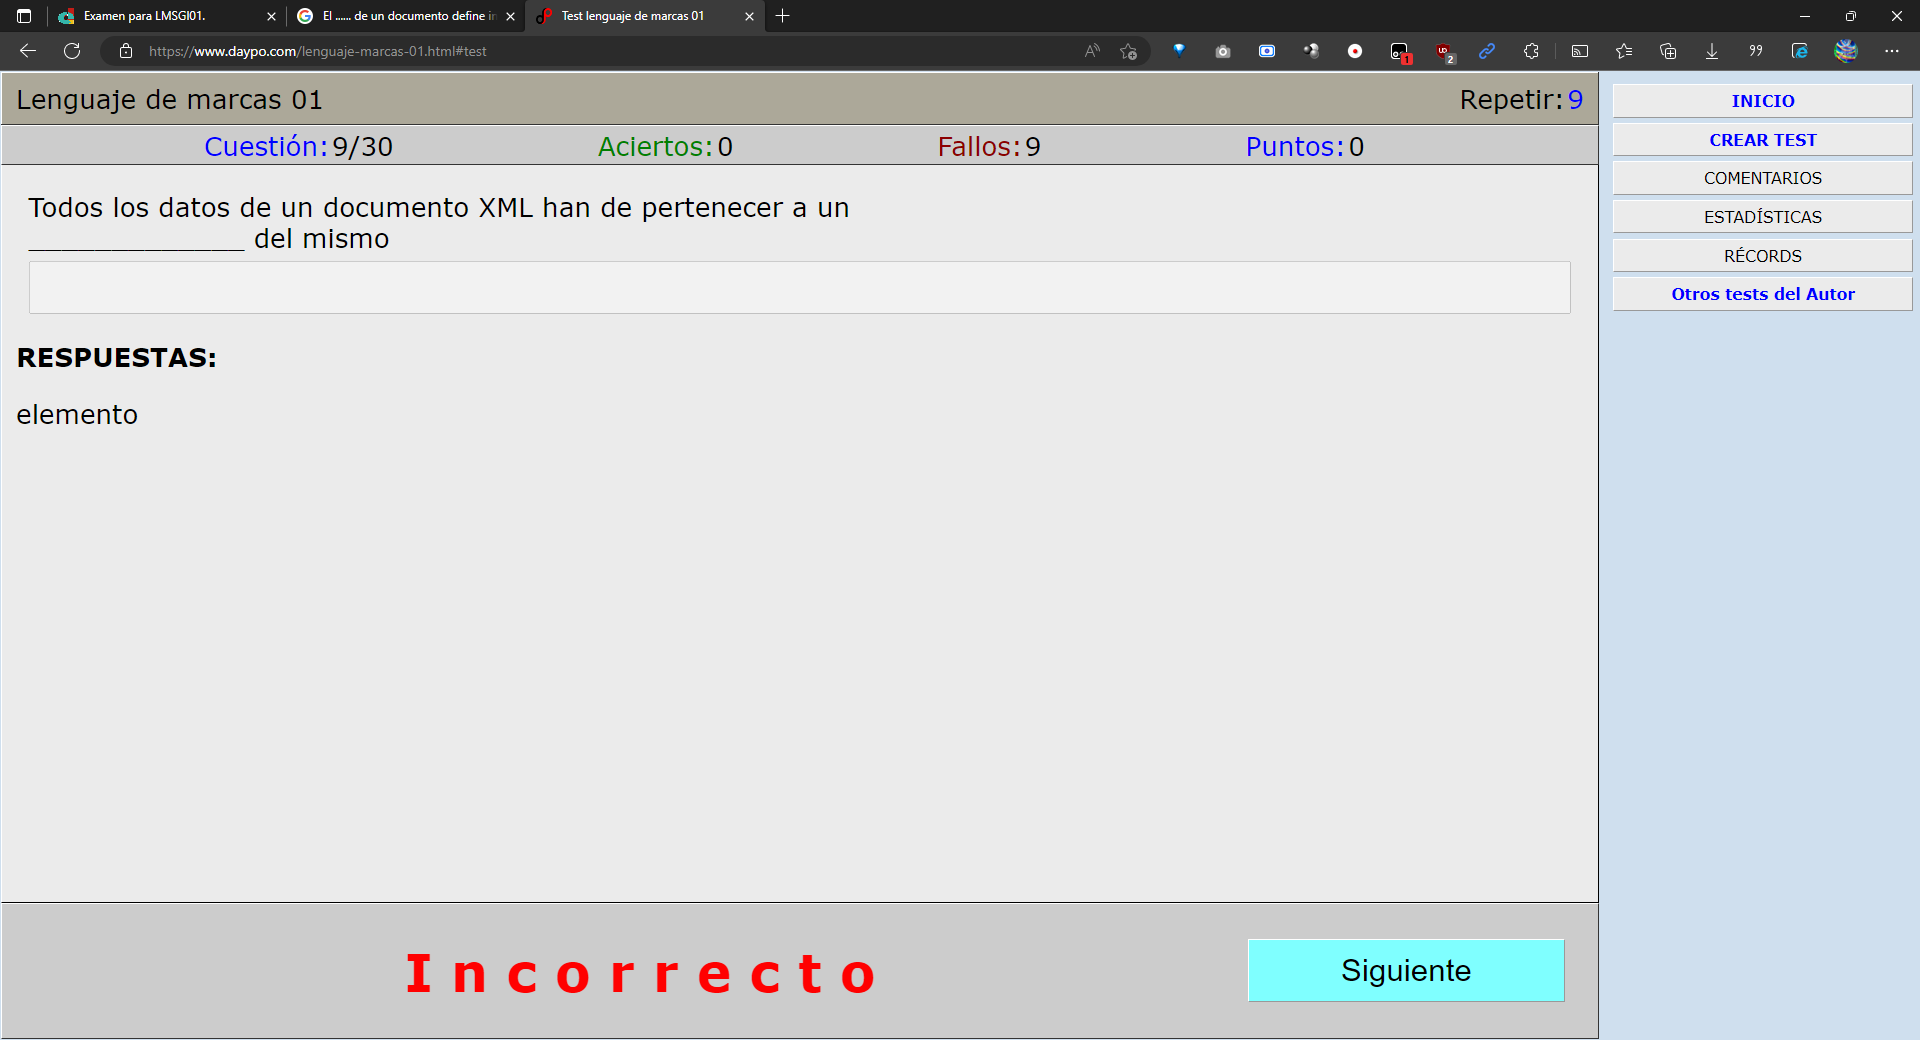 Examen para LMSGI01.
El ...... de un documento define in
Test lenguaje de marcas 01
https://www.daypo.com/lenguaje-marcas-01.html#test
Lenguaje de marcas 01
Repetir: 9
Cuestión: 9/30
Aciertos: 0
Fallos: 9
Puntos: 0
Todos los datos de un documento XML han de pertenecer a un
_____________ del mismo
RESPUESTAS:
elemento
Incorrecto
Siguiente
INICIO
CREAR TEST
COMENTARIOS
ESTADÍSTICAS
RÉCORDS
Otros tests del Autor